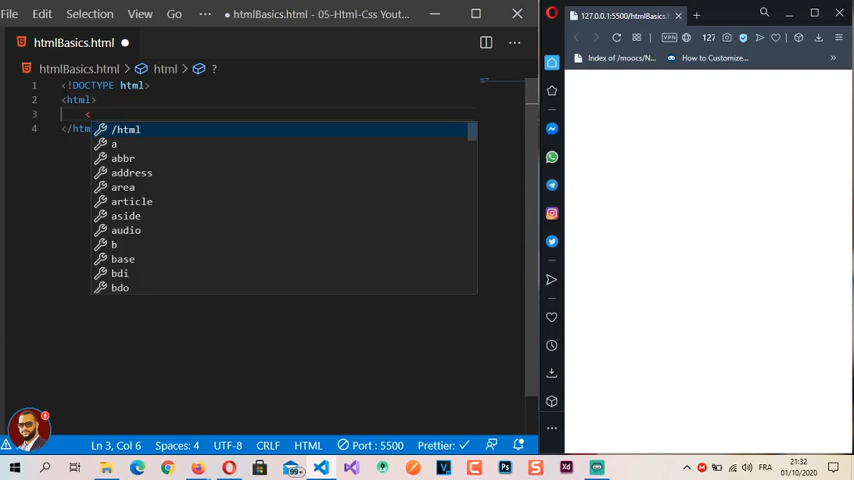 File Edit Selection View Go ··· ● htmlBasics.html - 05-Html-Css Yout...
htmlBasics.html ●
htmlBasics.html > html > ?
1 <!DOCTYPE html>
2 <html>
3 <
4 </htm
/html
a
abbr
address
area
article
aside
audio
b
base
bdi
bdo
Ln 3, Col 6 Spaces: 4 UTF-8 CRLF HTML Port : 5500 Prettier: ✓
127.0.0.1:5500/htmlBasics.h
VPN 127
Index of /moocs/N... How to Customize... »
99+
FRA
21:32
01/10/2020